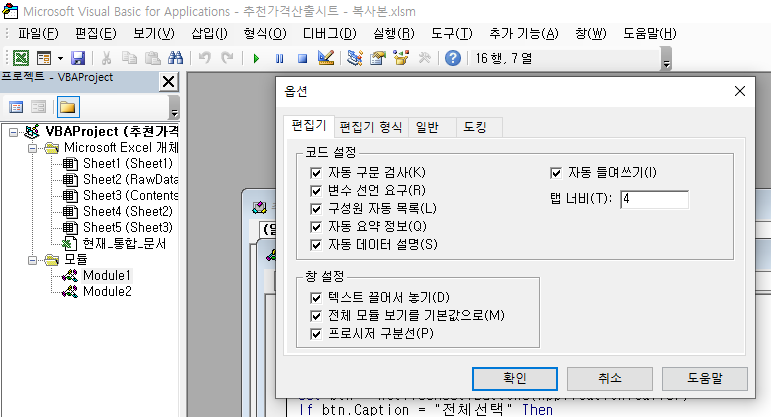 Microsoft Visual Basic for Applications - 추천가격산출시트 - 복사본.xlsm
파일(F) 편집(E) 보기(V) 삽입(I) 형식(O) 디버그(D) 실행(R) 도구(T) 추가 기능(A) 창(W) 도움말(H)
16 행, 7 열
프로젝트 - VBAProject
VBAProject (추천가격
Microsoft Excel 개체
Sheet1 (Sheet1)
Sheet2 (RawData
Sheet3 (Contents
Sheet4 (Sheet2)
Sheet5 (Sheet3)
현재_통합_문서
모듈
Module1
Module2
옵션
편집기 편집기 형식 일반 도킹
코드 설정
자동 구문 검사(K)
변수 선언 요구(R)
구성원 자동 목록(L)
자동 요약 정보(Q)
자동 데이터 설명(S)
자동 들여쓰기(I)
탭 너비(T): 4
창 설정
텍스트 끌어서 놓기(D)
전체 모듈 보기를 기본값으로(M)
프로시저 구분선(P)
확인 취소 도움말
If btn.Caption = "전체선택" Then